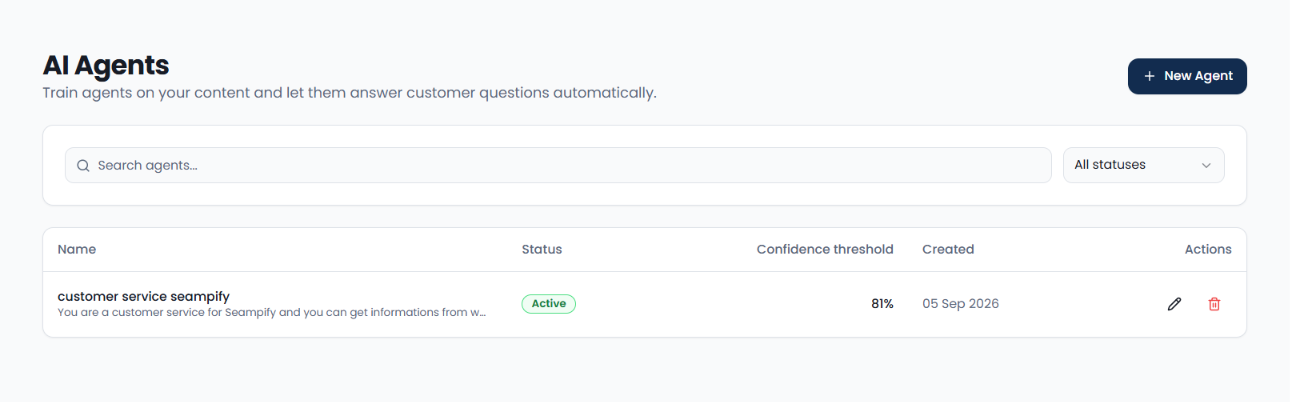 AI Agents
Train agents on your content and let them answer customer questions automatically.
+ New Agent
Search agents...
All statuses
Name Status Confidence threshold Created Actions
customer service seampify
You are a customer service for Seampify and you can get informations from w...
Active 81% 05 Sep 2026